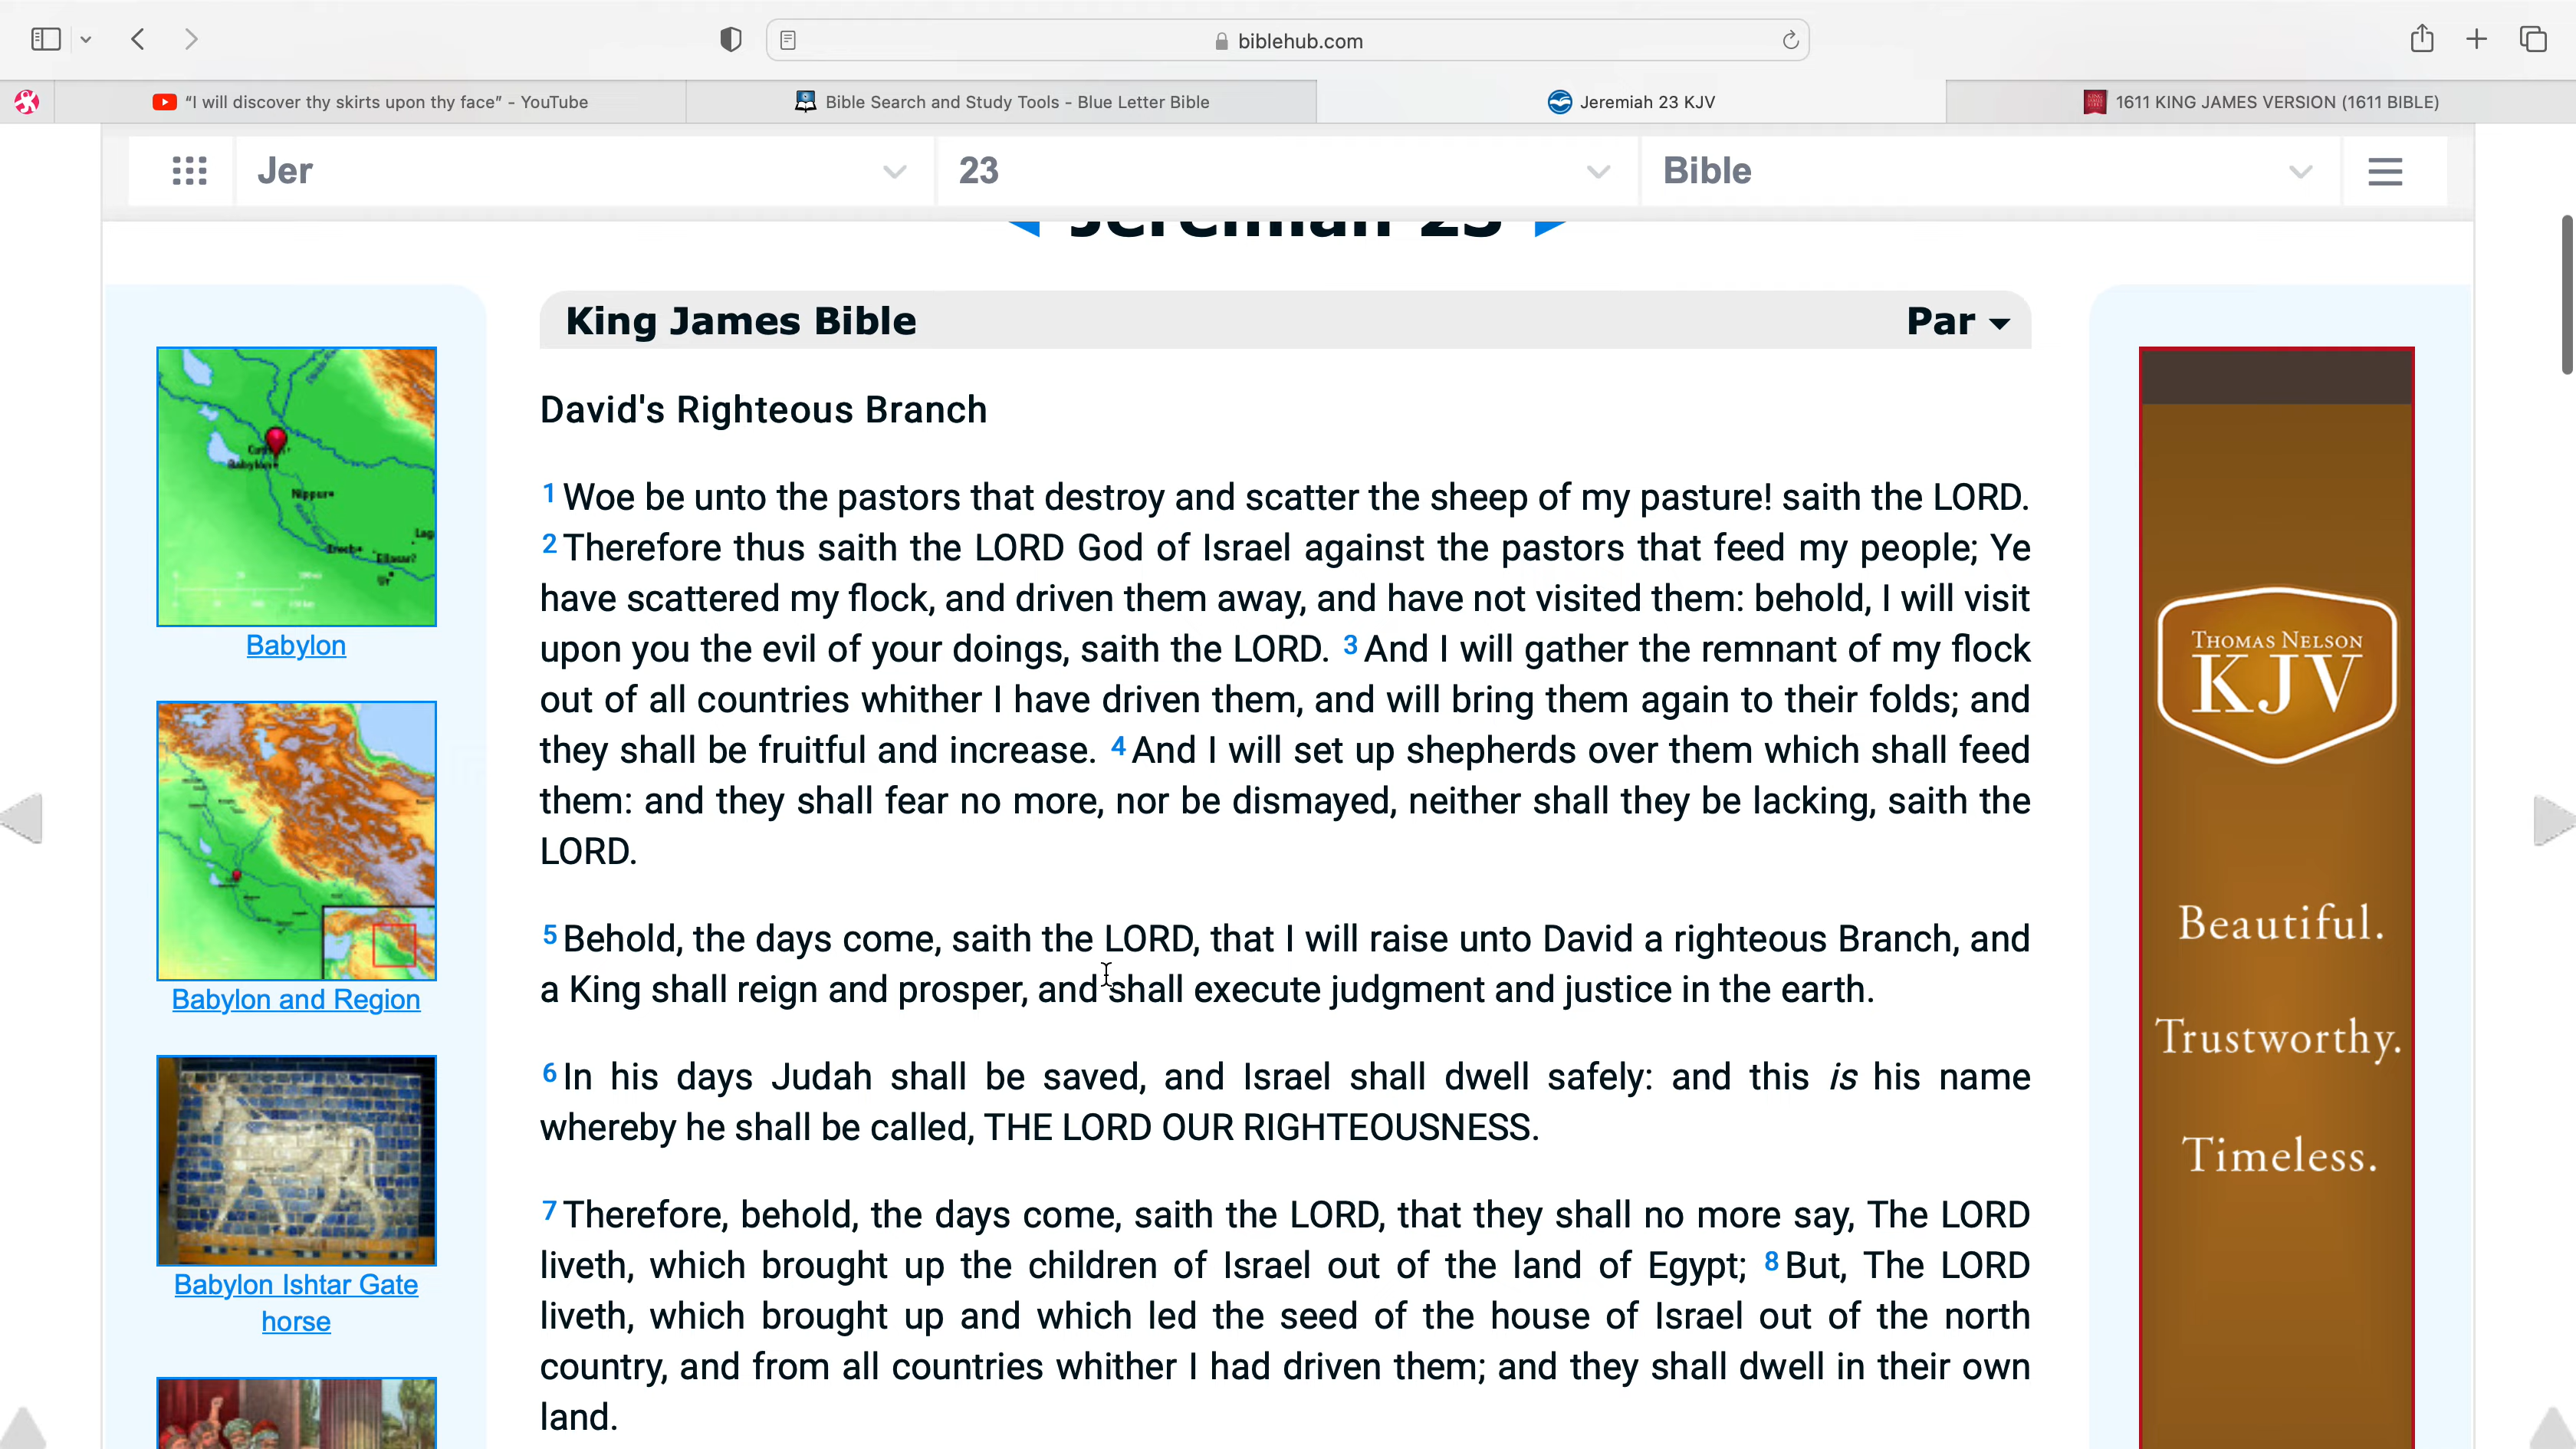 biblehub.com
“I will discover thy skirts upon thy face” - YouTube
Bible Search and Study Tools - Blue Letter Bible
Jeremiah 23 KJV
1611 KING JAMES VERSION (1611 BIBLE)
Jer
23
Bible
Jeremiah 23
King James Bible
Par
David's Righteous Branch
1 Woe be unto the pastors that destroy and scatter the sheep of my pasture! saith the LORD.
2 Therefore thus saith the LORD God of Israel against the pastors that feed my people; Ye
have scattered my flock, and driven them away, and have not visited them: behold, I will visit
upon you the evil of your doings, saith the LORD. 3 And I will gather the remnant of my flock
out of all countries whither I have driven them, and will bring them again to their folds; and
they shall be fruitful and increase. 4 And I will set up shepherds over them which shall feed
them: and they shall fear no more, nor be dismayed, neither shall they be lacking, saith the
LORD.
5 Behold, the days come, saith the LORD, that I will raise unto David a righteous Branch, and
a King shall reign and prosper, and shall execute judgment and justice in the earth.
6 In his days Judah shall be saved, and Israel shall dwell safely: and this is his name
whereby he shall be called, THE LORD OUR RIGHTEOUSNESS.
7 Therefore, behold, the days come, saith the LORD, that they shall no more say, The LORD
liveth, which brought up the children of Israel out of the land of Egypt; 8 But, The LORD
liveth, which brought up and which led the seed of the house of Israel out of the north
country, and from all countries whither I had driven them; and they shall dwell in their own
land.
Babylon
Nippur
Erech
Ellasar?
Ur
Babylon
Babylon and Region
Babylon Ishtar Gate
horse
THOMAS NELSON
KJV
Beautiful.
Trustworthy.
Timeless.